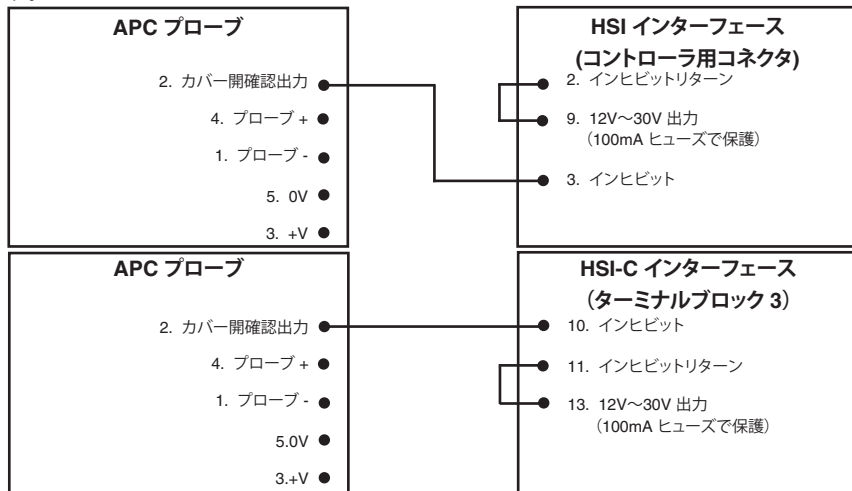 APC プローブ
2. カバー開確認出力
4. プローブ +
1. プローブ -
5. 0V
3. +V
HSI インターフェース
(コントローラ用コネクタ)
2. インヒビットリターン
9. 12V～30V 出力
（100mA ヒューズで保護）
3. インヒビット
APC プローブ
2. カバー開確認出力
4. プローブ +
1. プローブ -
5.0V
3.+V
HSI-C インターフェース
（ターミナルブロック 3）
10. インヒビット
11. インヒビットリターン
13. 12V～30V 出力
（100mA ヒューズで保護）